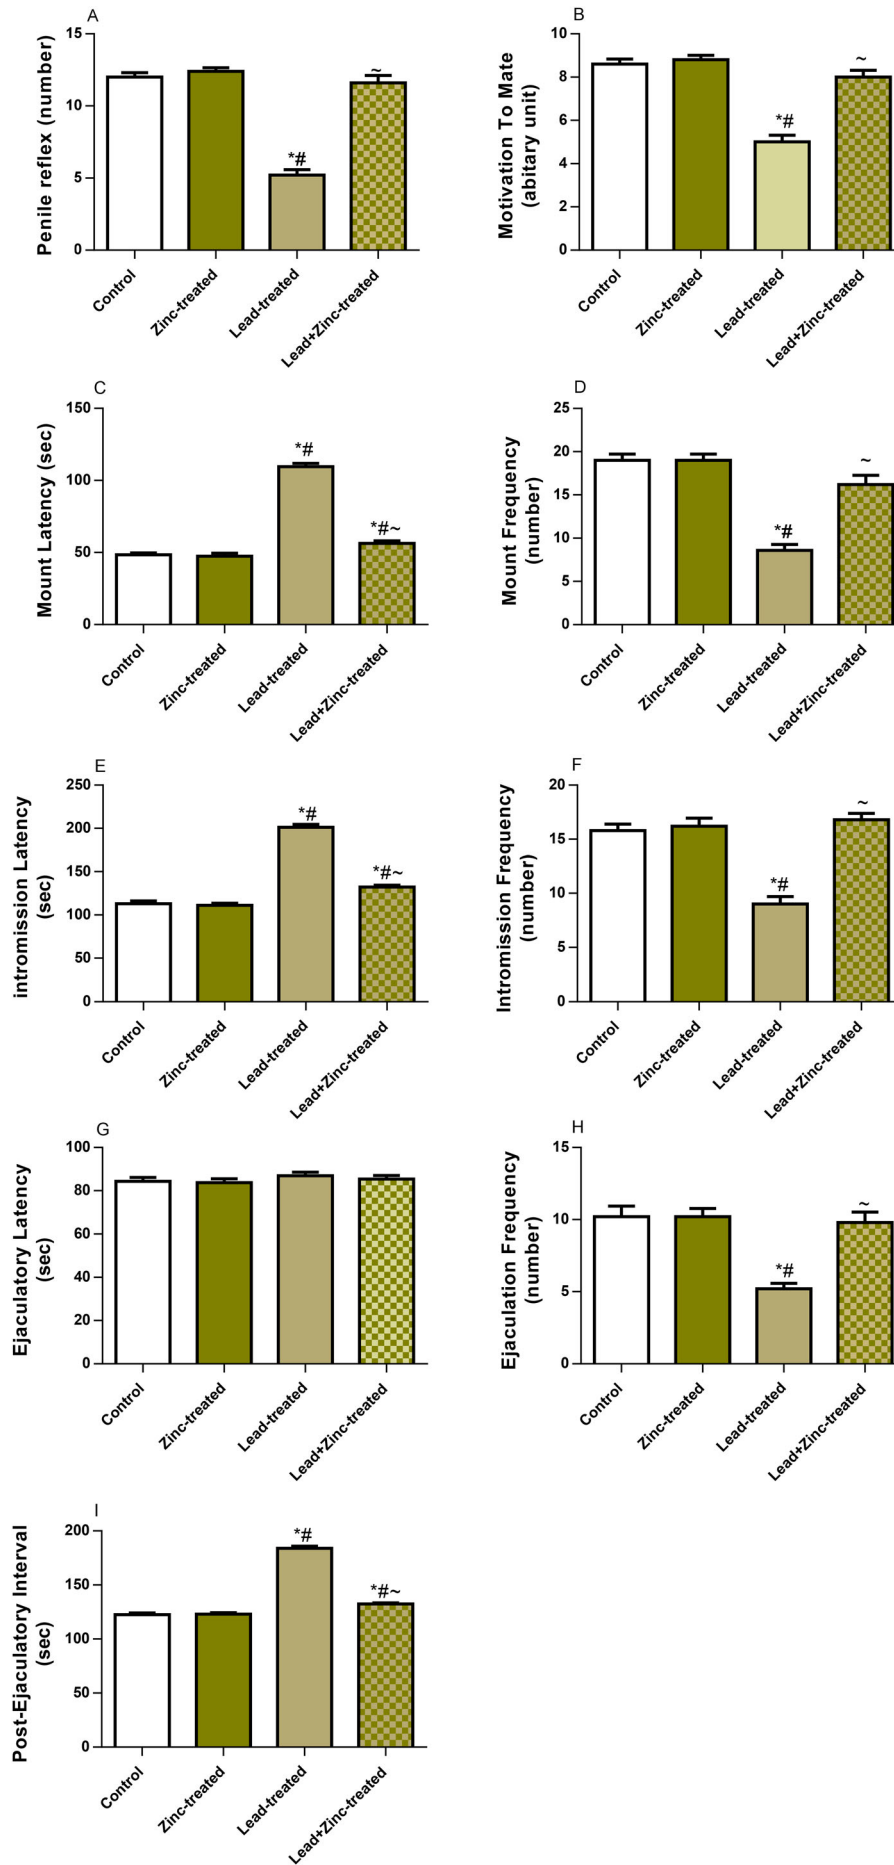 A
Penile reflex (number)
15
10
5
0
*#
~
Control
Zinc-treated
Lead-treated
Lead+Zinc-treated
B
Motivation To Mate
(abitary unit)
10
8
6
4
2
0
*#
~
Control
Zinc-treated
Lead-treated
Lead+Zinc-treated
C
Mount Latency (sec)
150
100
50
0
*#
*#~
Control
Zinc-treated
Lead-treated
Lead+Zinc-treated
D
Mount Frequency
(number)
25
20
15
10
5
0
*#
~
Control
Zinc-treated
Lead-treated
Lead+Zinc-treated
E
intromission Latency
(sec)
250
200
150
100
50
0
*#
*#~
Control
Zinc-treated
Lead-treated
Lead+Zinc-treated
F
Intromission Frequency
(number)
20
15
10
5
0
*#
~
Control
Zinc-treated
Lead-treated
Lead+Zinc-treated
G
Ejaculatory Latency
(sec)
100
80
60
40
20
0
Control
Zinc-treated
Lead-treated
Lead+Zinc-treated
H
Ejaculation Frequency
(number)
15
10
5
0
*#
~
Control
Zinc-treated
Lead-treated
Lead+Zinc-treated
I
Post-Ejaculatory Interval
(sec)
200
150
100
50
0
*#
*#~
Control
Zinc-treated
Lead-treated
Lead+Zinc-treated